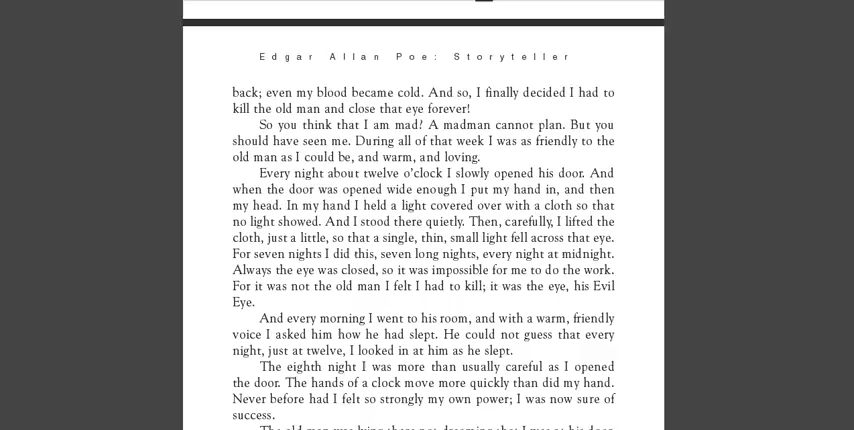 Edgar Allan Poe: Storyteller
back; even my blood became cold. And so, I finally decided I had to
kill the old man and close that eye forever!
So you think that I am mad? A madman cannot plan. But you
should have seen me. During all of that week I was as friendly to the
old man as I could be, and warm, and loving.
Every night about twelve o’clock I slowly opened his door. And
when the door was opened wide enough I put my hand in, and then
my head. In my hand I held a light covered over with a cloth so that
no light showed. And I stood there quietly. Then, carefully, I lifted the
cloth, just a little, so that a single, thin, small light fell across that eye.
For seven nights I did this, seven long nights, every night at midnight.
Always the eye was closed, so it was impossible for me to do the work.
For it was not the old man I felt I had to kill; it was the eye, his Evil
Eye.
And every morning I went to his room, and with a warm, friendly
voice I asked him how he had slept. He could not guess that every
night, just at twelve, I looked in at him as he slept.
The eighth night I was more than usually careful as I opened
the door. The hands of a clock move more quickly than did my hand.
Never before had I felt so strongly my own power; I was now sure of
success.